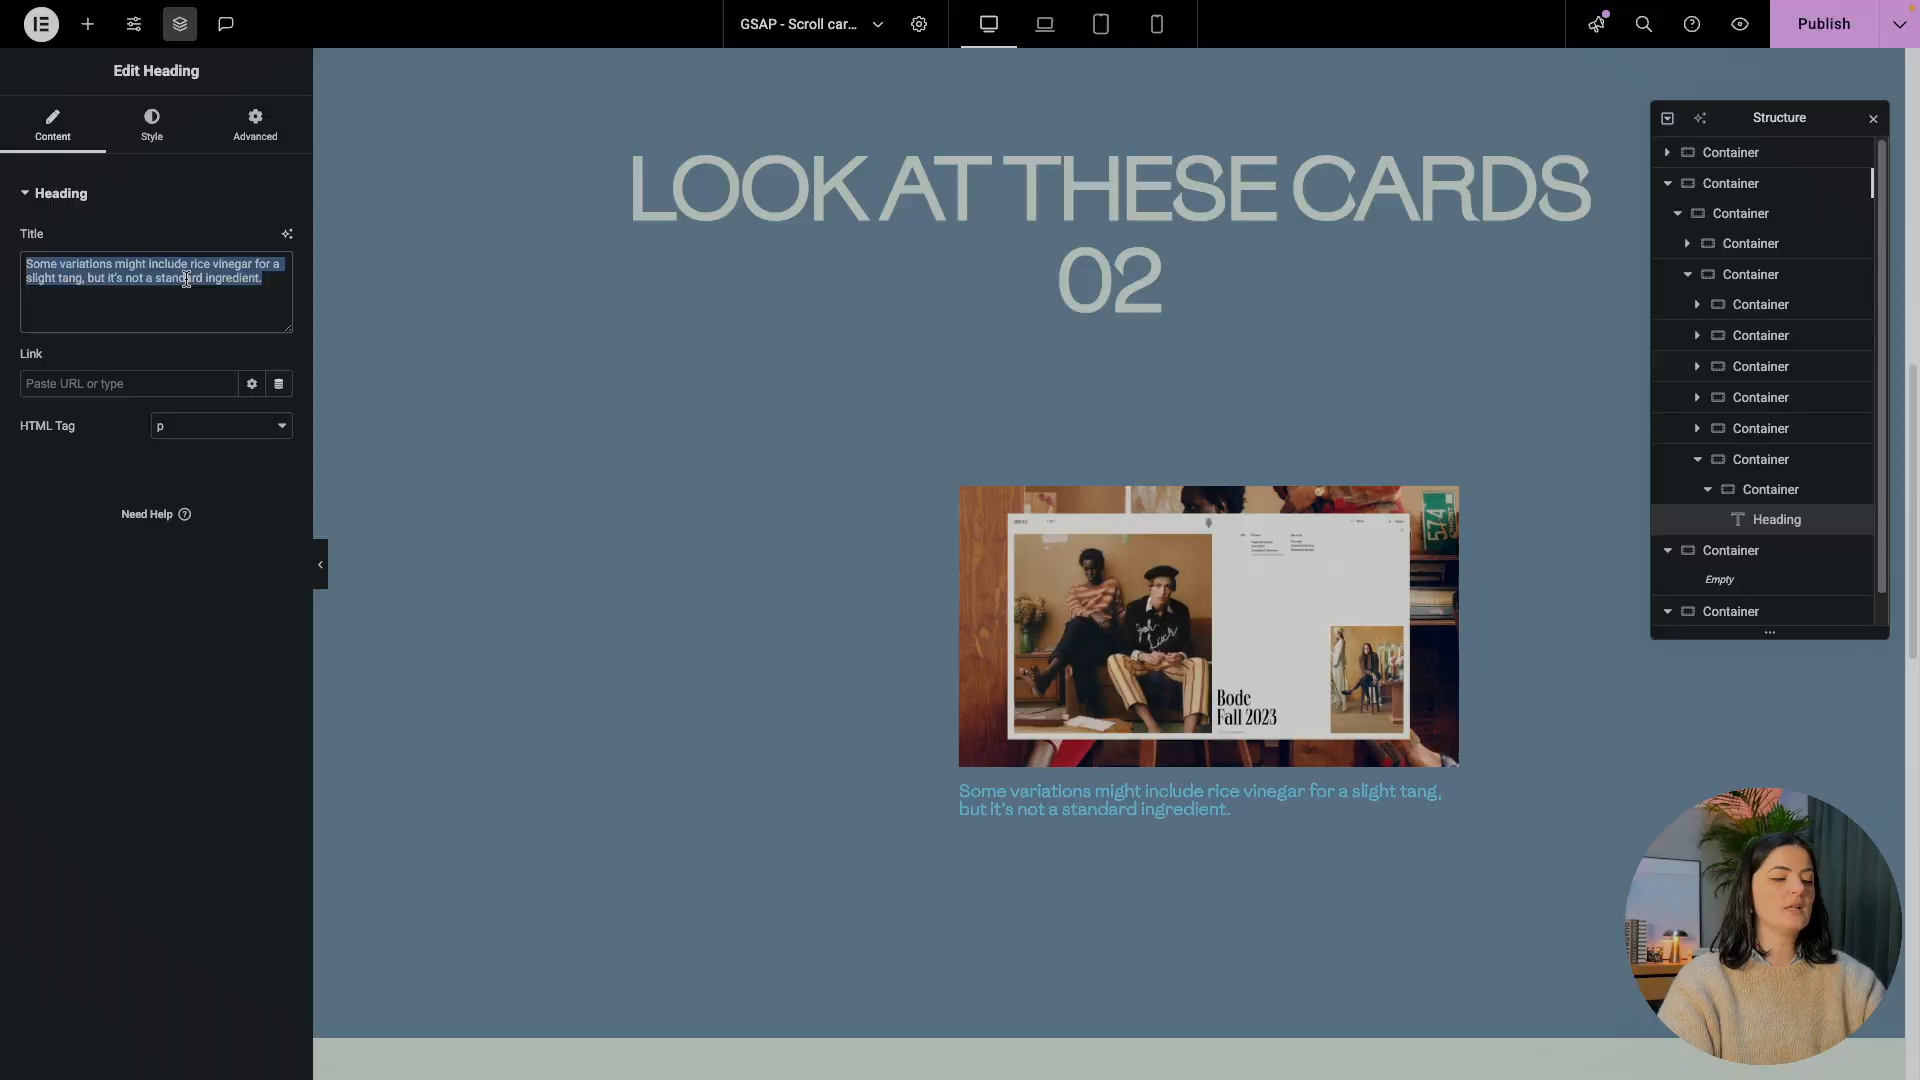 GSAP - Scroll car...
Publish
Edit Heading
Content
Style
Advanced
Heading
Title
Some variations might include rice vinegar for a
slight tang, but it's not a standard ingredient.
Link
Paste URL or type
HTML Tag
p
Need Help
LOOK AT THESE CARDS
02
574
Bode
Fall 2023
Some variations might include rice vinegar for a slight tang,
but it's not a standard ingredient.
Structure
Container
Container
Container
Container
Container
Container
Container
Container
Container
Container
Container
Container
Heading
Container
Empty
Container